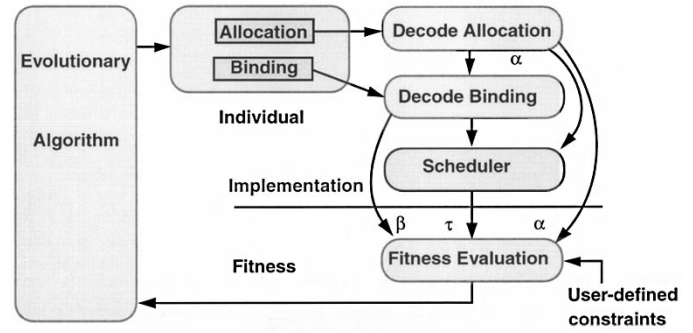 Evolutionary
Algorithm
Allocation
Binding
Individual
Decode Allocation
α
Decode Binding
Scheduler
Implementation
β τ α
Fitness Evaluation
Fitness
User-defined
constraints